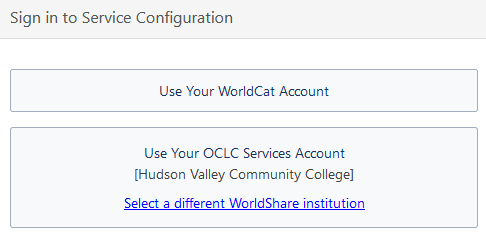 Sign in to Service Configuration
Use Your WorldCat Account
Use Your OCLC Services Account
[Hudson Valley Community College]
Select a different WorldShare institution